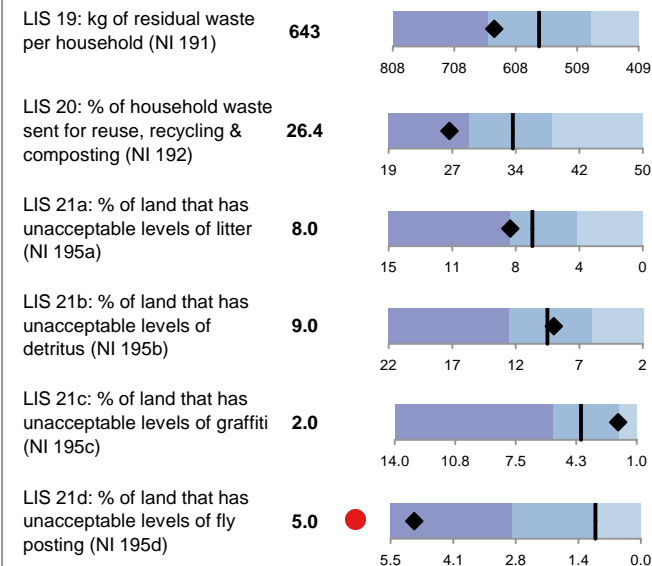 LIS 19: kg of residual waste
per household (NI 191)
643
808 708 608 509 409
LIS 20: % of household waste
sent for reuse, recycling &
composting (NI 192)
26.4
19 27 34 42 50
LIS 21a: % of land that has
unacceptable levels of litter
(NI 195a)
8.0
15 11 8 4 0
LIS 21b: % of land that has
unacceptable levels of
detritus (NI 195b)
9.0
22 17 12 7 2
LIS 21c: % of land that has
unacceptable levels of graffiti
(NI 195c)
2.0
14.0 10.8 7.5 4.3 1.0
LIS 21d: % of land that has
unacceptable levels of fly
posting (NI 195d)
5.0
5.5 4.1 2.8 1.4 0.0